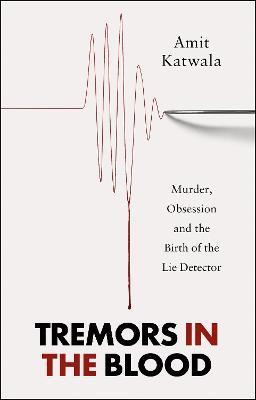 Amit
Katwala
Murder,
Obsession
and the
Birth of the
Lie Detector
TREMORS IN
THE BLOOD